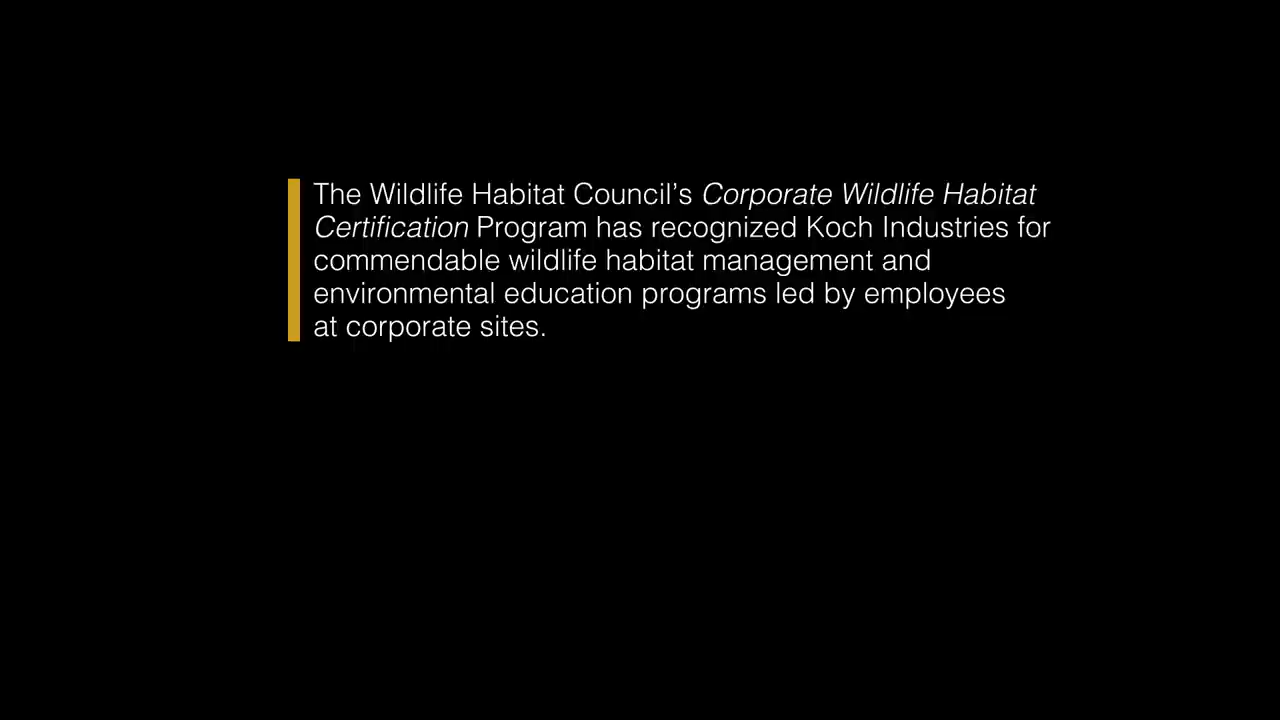 The Wildlife Habitat Council’s Corporate Wildlife Habitat
Certification Program has recognized Koch Industries for
commendable wildlife habitat management and
environmental education programs led by employees
at corporate sites.